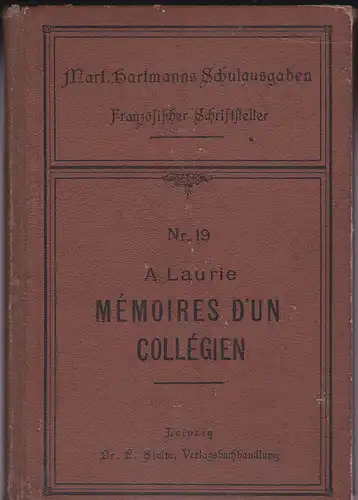 Mart. Hartmanns Schulausgaben
Französischer Schriftsteller
Nr. 19
A. Laurie
MÉMOIRES D'UN
COLLÉGIEN
Leipzig
Dr. P. Stolte, Verlagsbuchhandlung